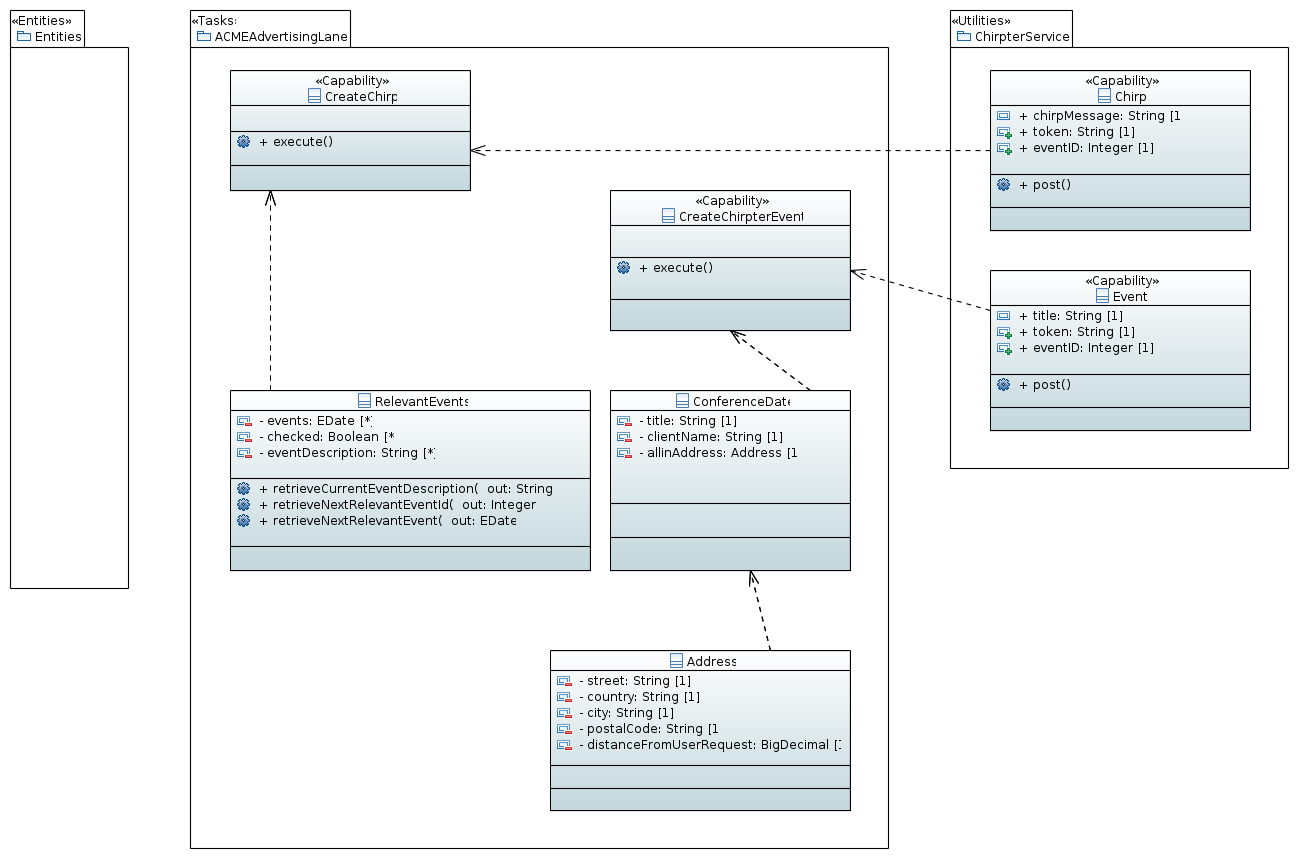 «Entities»
Entities
«Tasks:
ACMEAdvertisingLane
«Capability»
CreateChirp
+ execute()
«Capability»
CreateChirpterEvent
+ execute()
RelevantEvents
- events: EDate [*]
- checked: Boolean [*
- eventDescription: String [*]
+ retrieveCurrentEventDescription( out: String
+ retrieveNextRelevantEventId( out: Integer
+ retrieveNextRelevantEvent( out: EDate
ConferenceDate
- title: String [1]
- clientName: String [1]
- allinAddress: Address [1
Address
- street: String [1]
- country: String [1]
- city: String [1]
- postalCode: String [1
- distanceFromUserRequest: BigDecimal [1
«Utilities»
ChirpterService
«Capability»
Chirp
+ chirpMessage: String [1
+ token: String [1]
+ eventID: Integer [1]
+ post()
«Capability»
Event
+ title: String [1]
+ token: String [1]
+ eventID: Integer [1]
+ post()